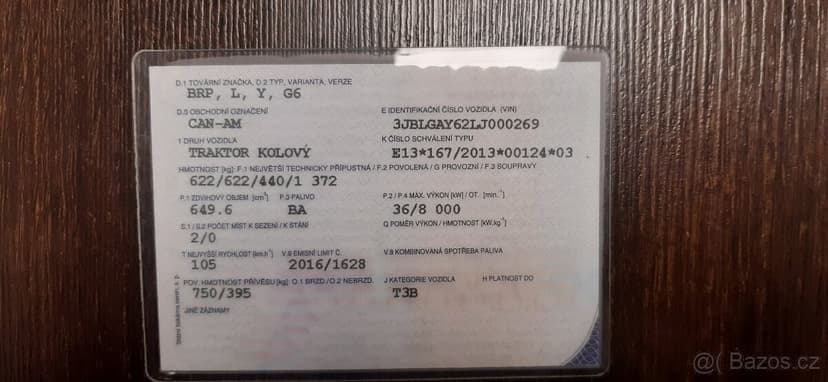 D.1 TOVÁRNÍ ZNAČKA, D.2 TYP, VARIANTA, VERZE
BRP, L, Y, G6
D.3 OBCHODNÍ OZNAČENÍ E IDENTIFIKAČNÍ ČÍSLO VOZIDLA (VIN)
CAN-AM 3JBLGAY62LJ000269
1 DRUH VOZIDLA K ČÍSLO SCHVÁLENÍ TYPU
TRAKTOR KOLOVÝ E13*167/2013*00124*03
HMOTNOST [kg]: F.1 NEJVĚTŠÍ TECHNICKY PŘÍPUSTNÁ / F.2 POVOLENÁ / G PROVOZNÍ / F.3 SOUPRAVY
622/622/440/1 372
P.1 ZDVIHOVÝ OBJEM [cm³] P.3 PALIVO P.2 / P.4 MAX. VÝKON [kW] / OT. [min.⁻¹]
649.6 BA 36/8 000
S.1 / S.2 POČET MÍST K SEZENÍ / K STÁNÍ Q POMĚR VÝKON / HMOTNOST [kW.kg⁻¹]
2/0
T NEJVYŠŠÍ RYCHLOST [km.h⁻¹] V.9 EMISNÍ LIMIT Č. V.8 KOMBINOVANÁ SPOTŘEBA PALIVA
105 2016/1628
POV. HMOTNOST PŘÍVĚSU [kg] O.1 BRZD./O.2 NEBRZD. J KATEGORIE VOZIDLA H PLATNOST DO
750/395 T3B
JINÉ ZÁZNAMY
@( Bazos.cz